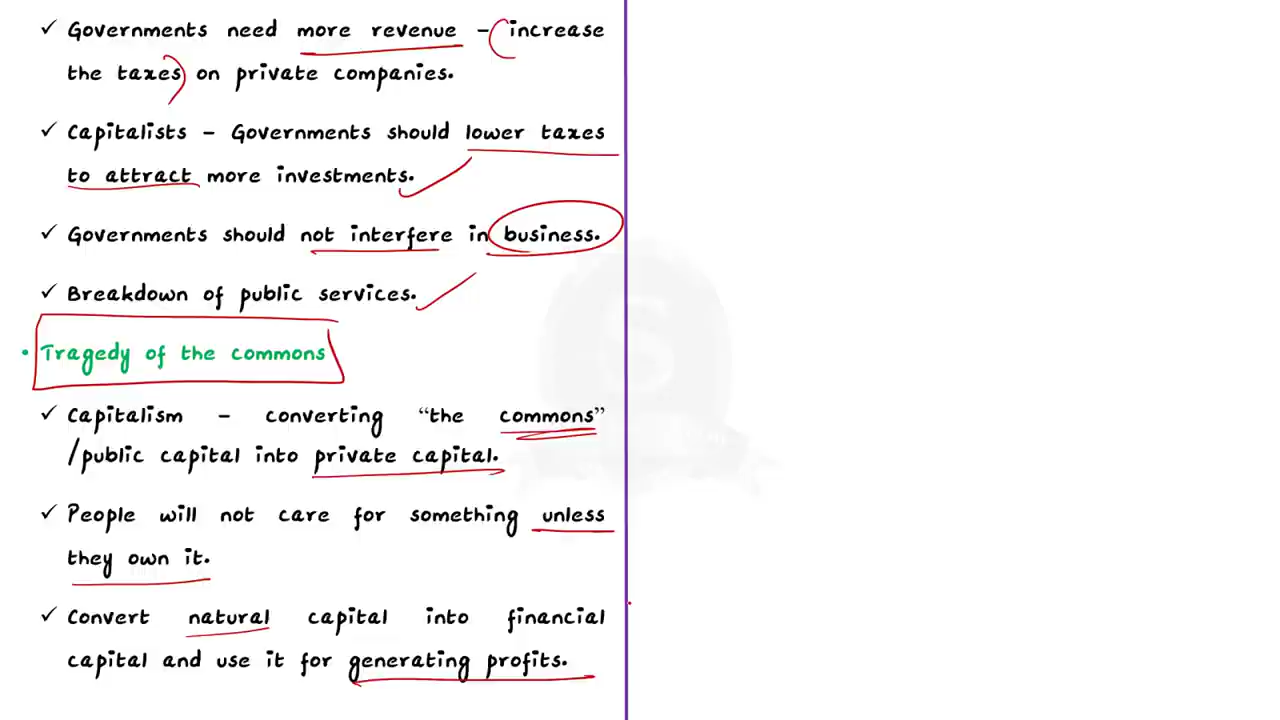 ✓ Governments need more revenue – increase
the taxes on private companies.
✓ Capitalists – Governments should lower taxes
to attract more investments.
✓ Governments should not interfere in business.
✓ Breakdown of public services.
• Tragedy of the commons
✓ Capitalism – converting “the commons”
/public capital into private capital.
✓ People will not care for something unless
they own it.
✓ Convert natural capital into financial
capital and use it for generating profits.